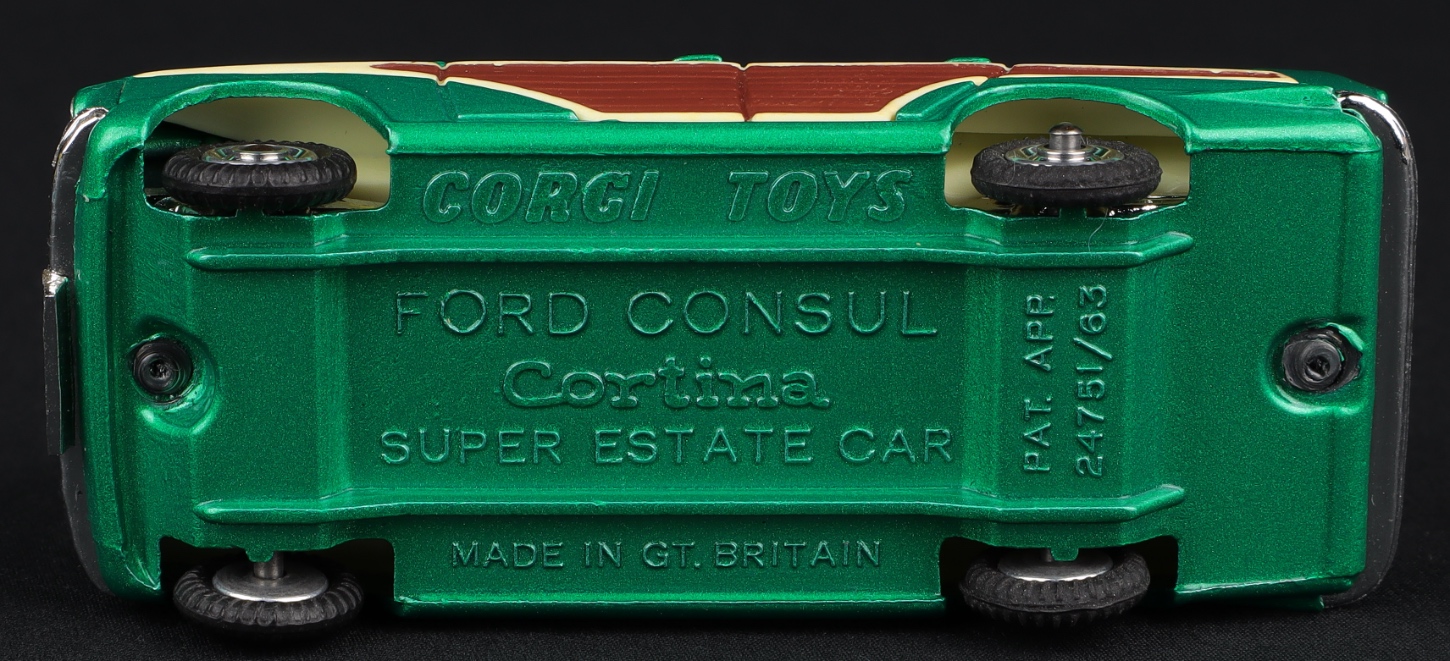 CORGI TOYS
FORD CONSUL
Cortina
SUPER ESTATE CAR
MADE IN GT. BRITAIN
PAT. APP.
24751/63